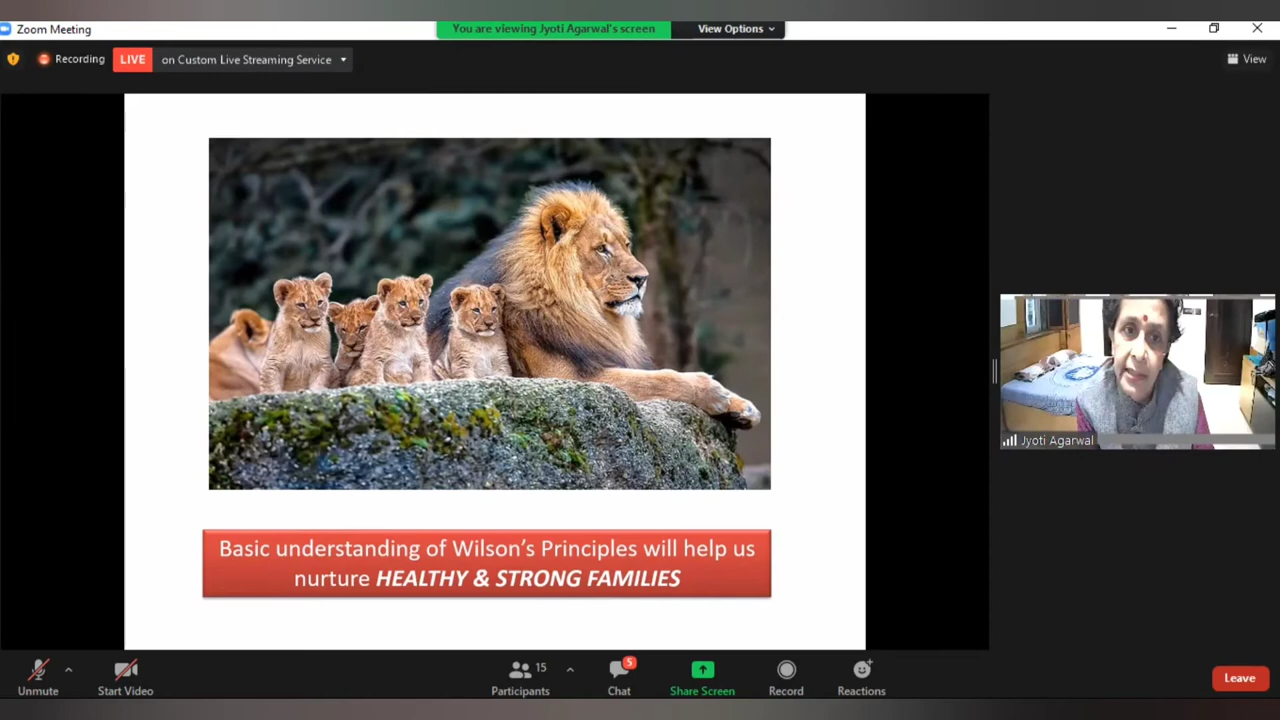 Zoom Meeting
You are viewing Jyoti Agarwal's screen
View Options
Recording
LIVE
on Custom Live Streaming Service
View
Jyoti Agarwal
Basic understanding of Wilson's Principles will help us
nurture HEALTHY & STRONG FAMILIES
Unmute
Start Video
15
Participants
5
Chat
Share Screen
Record
Reactions
Leave